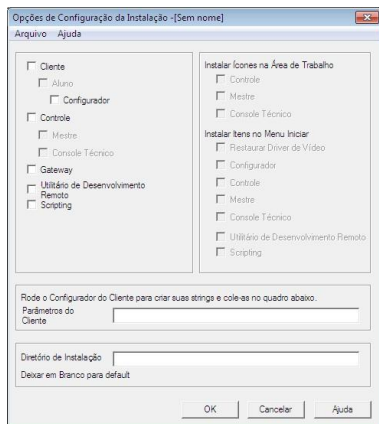 Opções de Configuração da Instalação -[Sem nome]
Arquivo Ajuda
Cliente
Aluno
Configurador
Controle
Mestre
Console Técnico
Gateway
Utilitário de Desenvolvimento
Remoto
Scripting
Instalar Ícones na Área de Trabalho
Controle
Mestre
Console Técnico
Instalar Itens no Menu Iniciar
Restaurar Driver de Vídeo
Configurador
Controle
Mestre
Console Técnico
Utilitário de Desenvolvimento Remoto
Scripting
Rode o Configurador do Cliente para criar suas strings e cole-as no quadro abaixo.
Parâmetros do
Cliente
Diretório de Instalação
Deixar em Branco para default
OK Cancelar Ajuda